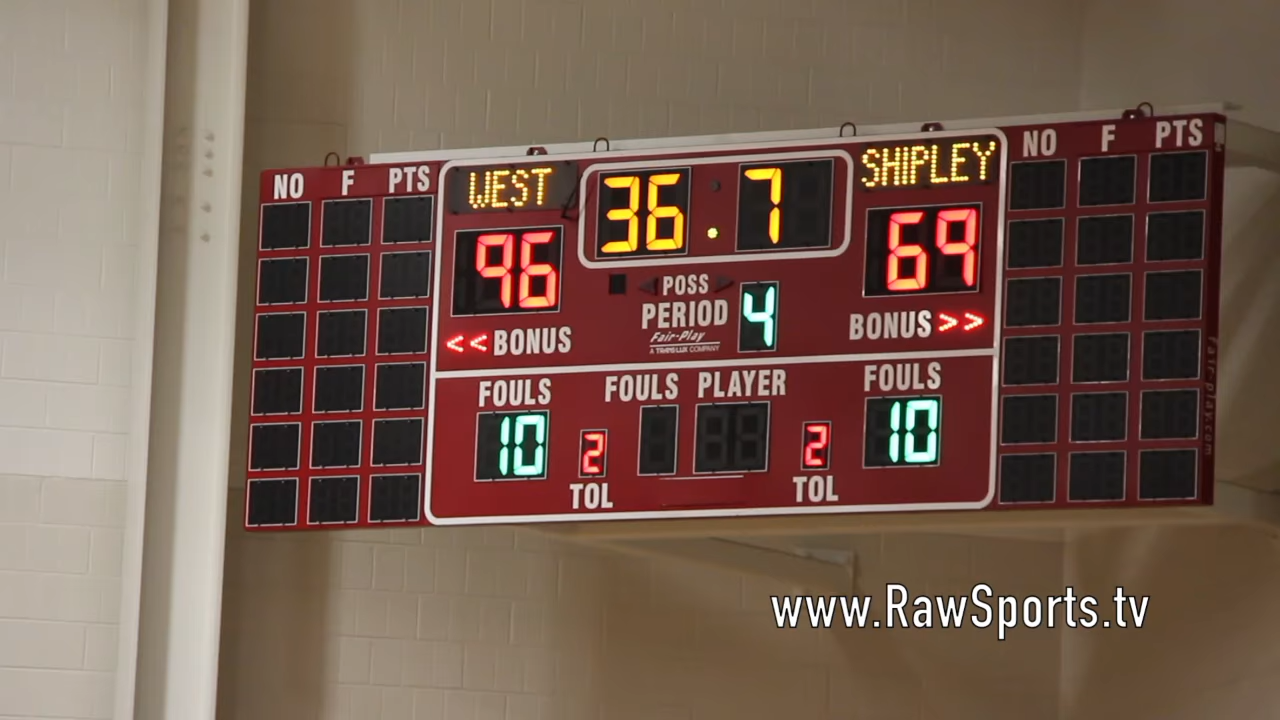 NO F PTS
WEST
36.7
SHIPLEY
NO F PTS
96
69
POSS
PERIOD 4
Fair-Play
A TRANS-LUX COMPANY
<< BONUS
BONUS >>
FOULS
FOULS PLAYER
FOULS
10
2
2
10
TOL
TOL
fair-play.com
www.RawSports.tv